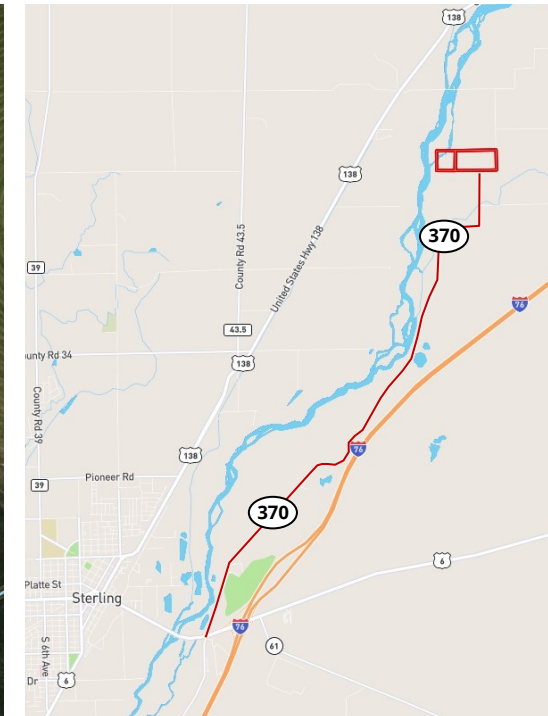 138
138
County Rd 43.5
United States Hwy 138
370
39
76
43.5
unty Rd 34
138
County Rd 39
138
76
Pioneer Rd
39
370
6
Platte St
Sterling
S 6th Ave
76
61
Dr
6